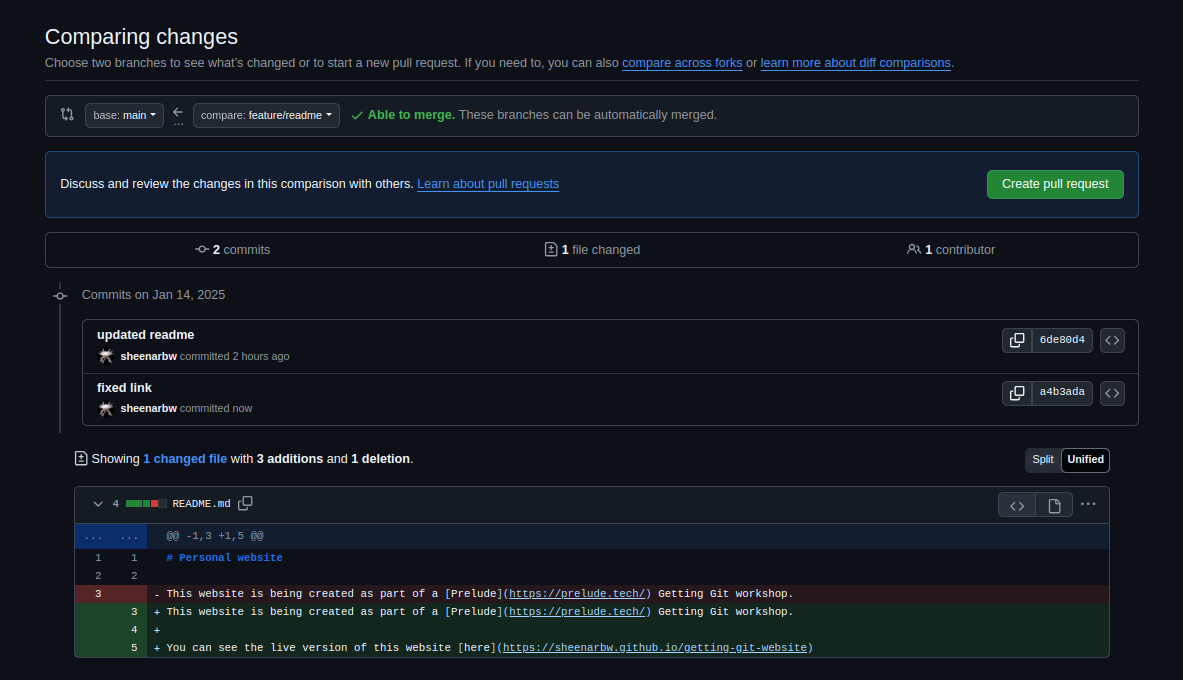 Comparing changes
Choose two branches to see what's changed or to start a new pull request. If you need to, you can also compare across forks or learn more about diff comparisons.
base: main ... compare: feature/readme Able to merge. These branches can be automatically merged.
Discuss and review the changes in this comparison with others. Learn about pull requests Create pull request
2 commits 1 file changed 1 contributor
Commits on Jan 14, 2025
updated readme 6de80d4
sheenarbw committed 2 hours ago
fixed link a4b3ada
sheenarbw committed now
Showing 1 changed file with 3 additions and 1 deletion. Split Unified
4 README.md
... ... @@ -1,3 +1,5 @@
1 1 # Personal website
2 2
3 - This website is being created as part of a [Prelude](https://prelude.tech/) Getting Git workshop.
3 + This website is being created as part of a [Prelude](https://prelude.tech/) Getting Git workshop.
4 +
5 + You can see the live version of this website [here](https://sheenarbw.github.io/getting-git-website)